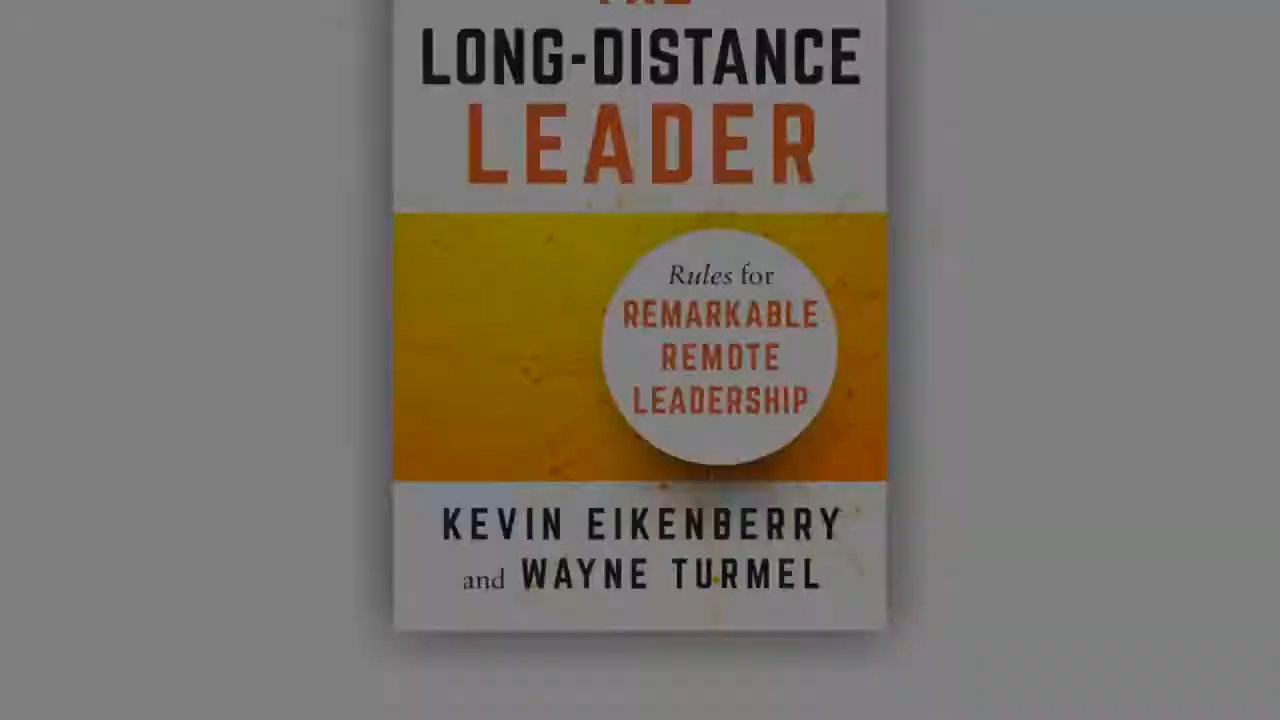 LONG-DISTANCE
LEADER
Rules for
REMARKABLE
REMOTE
LEADERSHIP
KEVIN EIKENBERRY
and WAYNE TURMEL